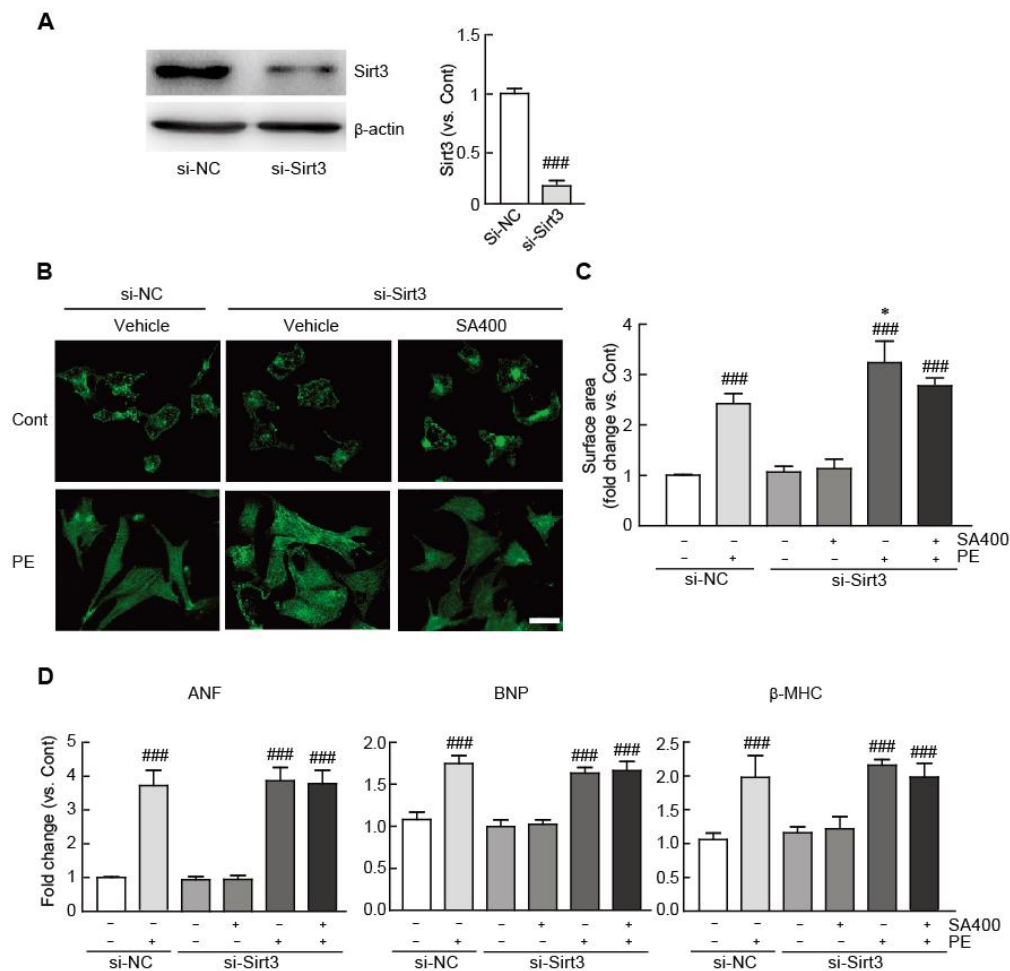 A
Sirt3
β-actin
si-NC
si-Sirt3
1.5
1
0.5
0
Sirt3 (vs. Cont)
###
Si-NC
si-Sirt3
B
si-NC
si-Sirt3
Vehicle
Vehicle
SA400
Cont
PE
C
4
3
2
1
0
Surface area
(fold change vs. Cont)
###
*
###
###
– – – + – + SA400
– + – – + + PE
si-NC
si-Sirt3
D
ANF
5
4
3
2
1
0
Fold change (vs. Cont)
###
###
###
– – – + – +
– + – – + +
si-NC
si-Sirt3
BNP
2.0
1.5
1.0
0.5
0.0
###
###
###
– – – + – +
– + – – + +
si-NC
si-Sirt3
β-MHC
2.5
2.0
1.5
1.0
0.5
0.0
###
###
###
– – – + – + SA400
– + – – + + PE
si-NC
si-Sirt3